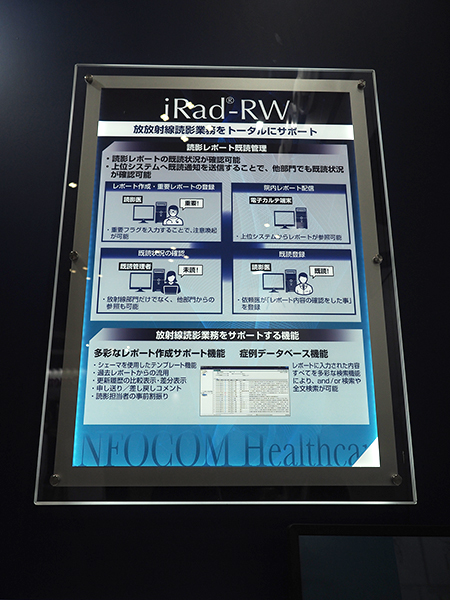 iRad®-RW
放放射線読影業務をトータルにサポート
読影レポート既読管理
・読影レポートの既読状況が確認可能
・上位システムへ既読通知を送信することで、他部門でも既読状況
が確認可能
レポート作成・重要レポートの登録
読影医
重要!
・重要フラグを入力することで、注意喚起
が可能
院内レポート配信
電子カルテ端末
・上位システムからレポートが参照可能
既読状況の確認
既読管理者
未読!
・放射線部門だけでなく、他部門からの
参照も可能
既読登録
読影医
既読!
・依頼医が「レポート内容の確認をした事」
を登録
放射線読影業務をサポートする機能
多彩なレポート作成サポート機能
・シェーマを使用したテンプレート機能
・過去レポートからの流用
・更新履歴の比較表示・差分表示
・申し送り/差し戻しコメント
・読影担当者の事前割振り
症例データベース機能
レポートに入力された内容
すべてを多彩な検索機能
により、and/or検索や
全文検索が可能
NFOCOM Healthcar